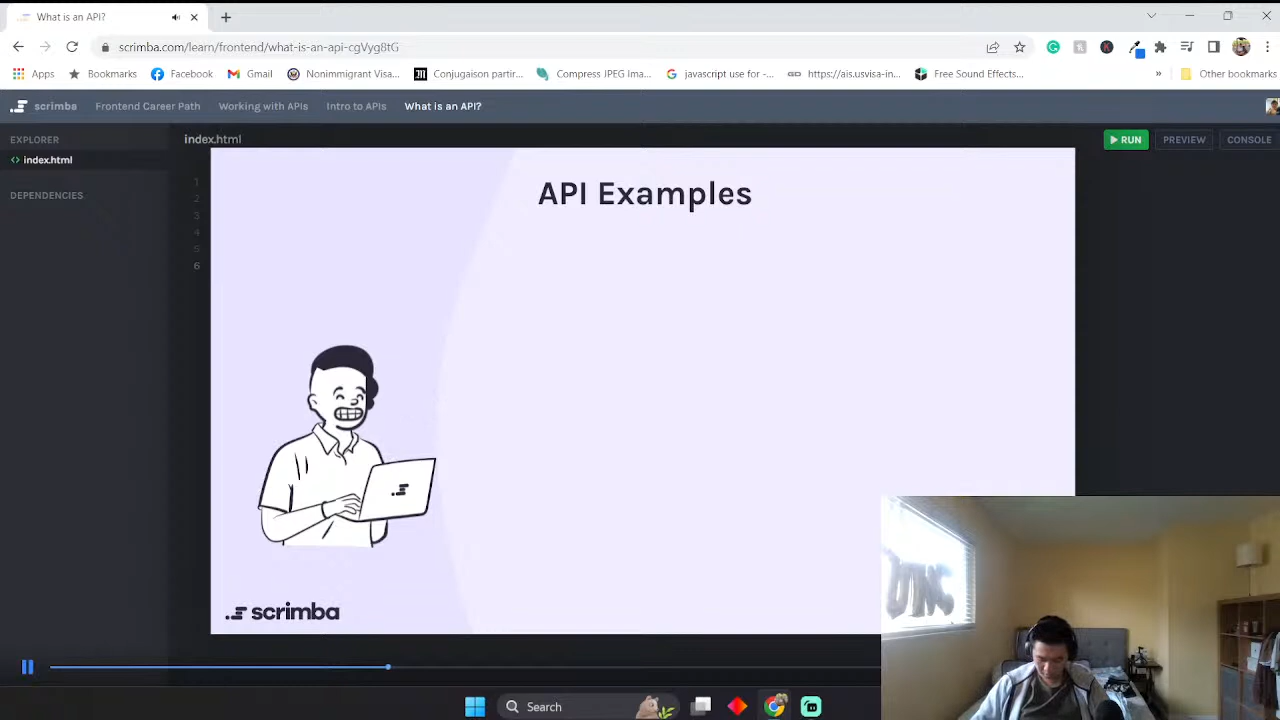 What is an API?
scrimba.com/learn/frontend/what-is-an-api-cgVyg8tG
Apps
Bookmarks
Facebook
Gmail
Nonimmigrant Visa...
Conjugaison partir...
Compress JPEG Ima...
javascript use for -...
https://ais.usvisa-in...
Free Sound Effects...
»
Other bookmarks
scrimba
Frontend Career Path
Working with APIs
Intro to APIs
What is an API?
EXPLORER
index.html
RUN
PREVIEW
CONSOLE
<> index.html
DEPENDENCIES
1
2
3
4
5
6
API Examples
scrimba
Search